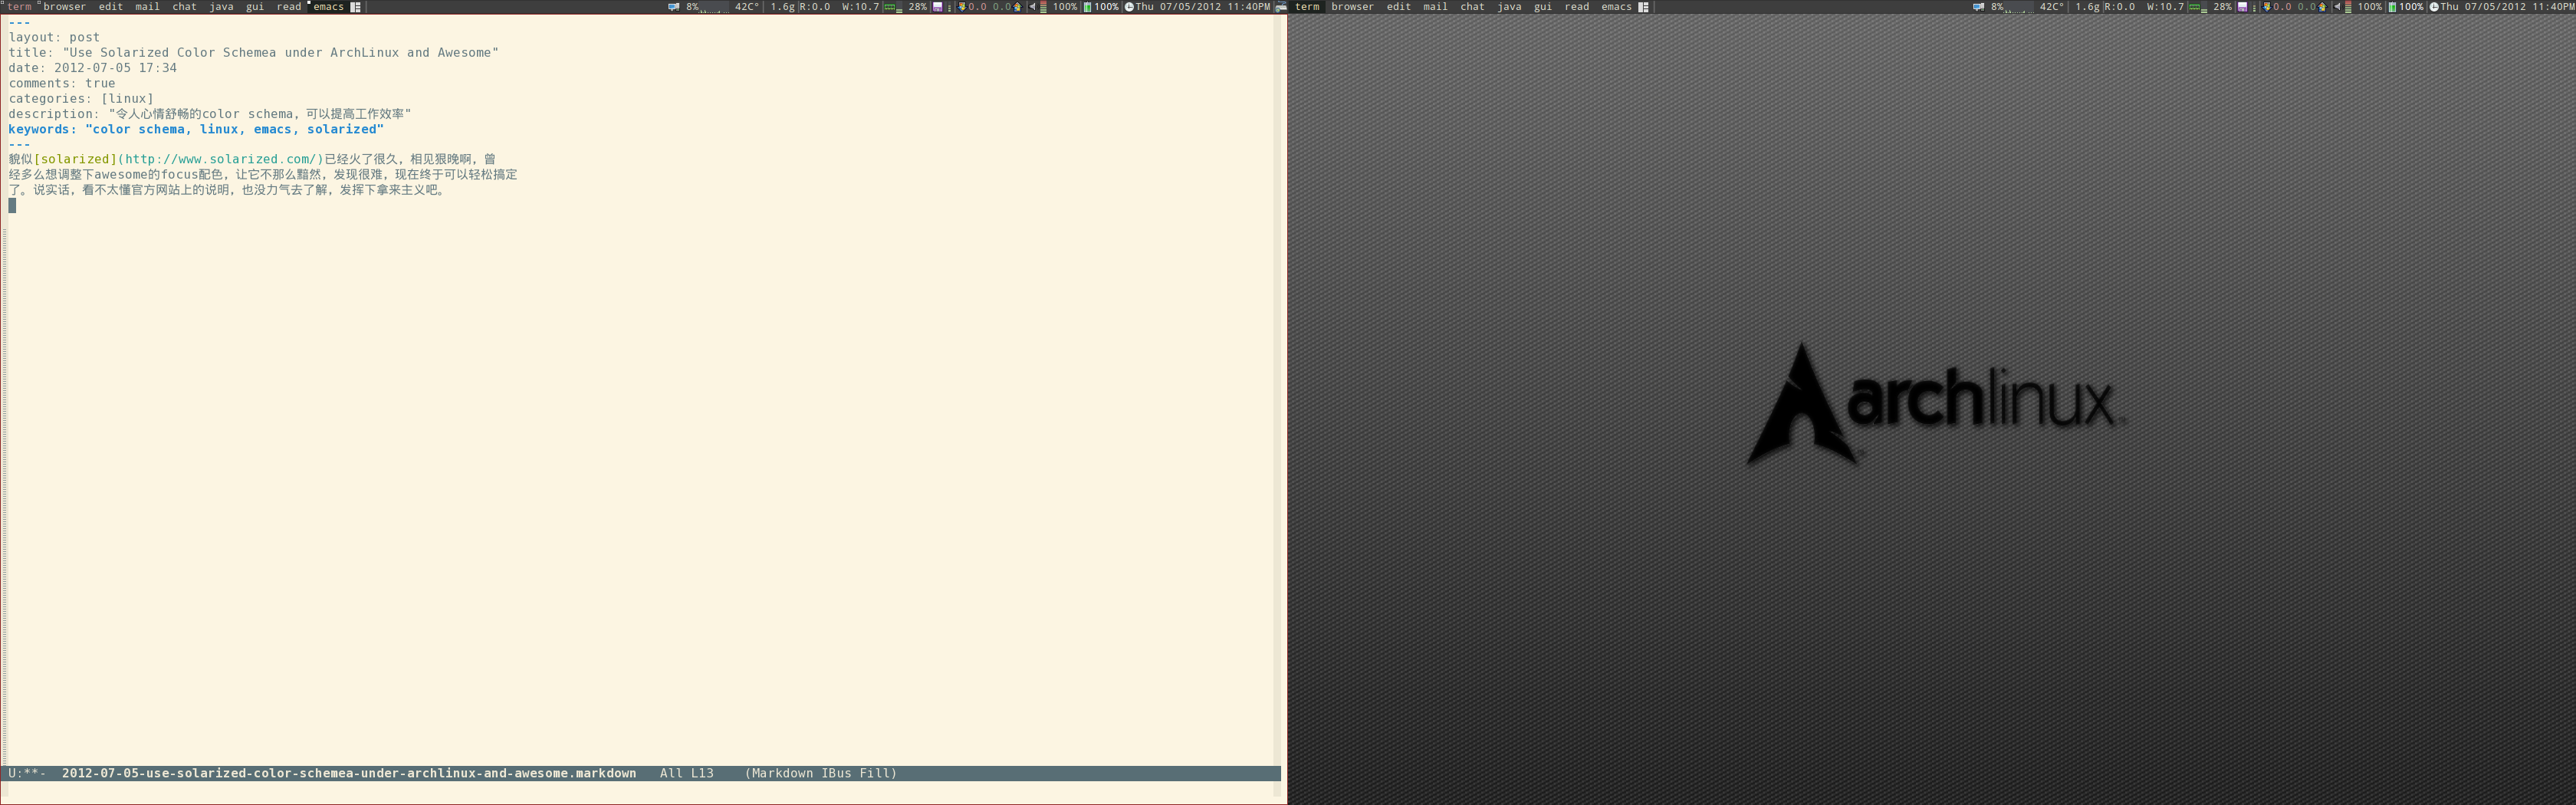 term browser edit mail chat java gui read emacs
8% 42C° 1.6g R:0.0 W:10.7 28% 0.0 0.0 100% 100% Thu 07/05/2012 11:40PM
---
layout: post
title: "Use Solarized Color Schemea under ArchLinux and Awesome"
date: 2012-07-05 17:34
comments: true
categories: [linux]
description: "令人心情舒畅的color schema，可以提高工作效率"
keywords: "color schema, linux, emacs, solarized"
---
貌似[solarized](http://www.solarized.com/)已经火了很久，相见狠晚啊，曾
经多么想调整下awesome的focus配色，让它不那么黯然，发现很难，现在终于可以轻松搞定
了。说实话，看不太懂官方网站上的说明，也没力气去了解，发挥下拿来主义吧。
U:**- 2012-07-05-use-solarized-color-schemea-under-archlinux-and-awesome.markdown All L13 (Markdown IBus Fill)
term browser edit mail chat java gui read emacs
8% 42C° 1.6g R:0.0 W:10.7 28% 0.0 0.0 100% 100% Thu 07/05/2012 11:40PM
archlinux